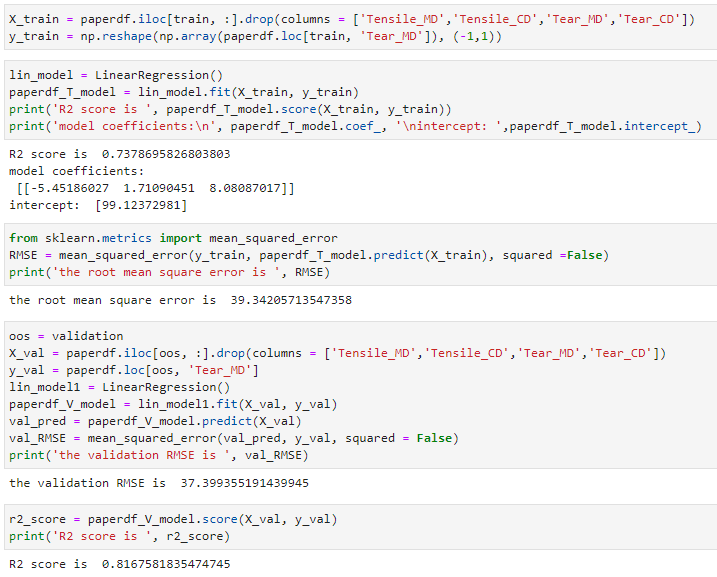 X_train = paperdf.iloc[train, :].drop(columns = ['Tensile_MD','Tensile_CD','Tear_MD','Tear_CD'])
y_train = np.reshape(np.array(paperdf.loc[train, 'Tear_MD']), (-1,1))
lin_model = LinearRegression()
paperdf_T_model = lin_model.fit(X_train, y_train)
print('R2 score is ', paperdf_T_model.score(X_train, y_train))
print('model coefficients:\n', paperdf_T_model.coef_, '\nintercept: ',paperdf_T_model.intercept_)
R2 score is  0.7378695826803803
model coefficients:
 [[-5.45186027  1.71090451  8.08087017]]
intercept:  [99.12372981]
from sklearn.metrics import mean_squared_error
RMSE = mean_squared_error(y_train, paperdf_T_model.predict(X_train), squared =False)
print('the root mean square error is ', RMSE)
the root mean square error is  39.34205713547358
oos = validation
X_val = paperdf.iloc[oos, :].drop(columns = ['Tensile_MD','Tensile_CD','Tear_MD','Tear_CD'])
y_val = paperdf.loc[oos, 'Tear_MD']
lin_model1 = LinearRegression()
paperdf_V_model = lin_model1.fit(X_val, y_val)
val_pred = paperdf_V_model.predict(X_val)
val_RMSE = mean_squared_error(val_pred, y_val, squared = False)
print('the validation RMSE is ', val_RMSE)
the validation RMSE is  37.399355191439945
r2_score = paperdf_V_model.score(X_val, y_val)
print('R2 score is ', r2_score)
R2 score is  0.8167581835474745